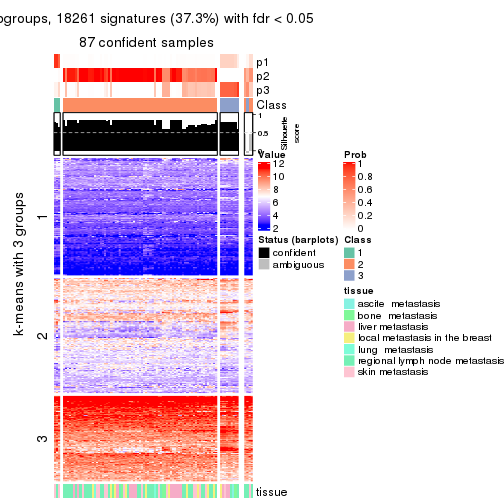 ogroups, 18261 signatures (37.3%) with fdr < 0.05
87 confident samples
p1
p2
p3
Class
1
0.5
0
Silhouette
score
k-means with 3 groups
1
2
3
tissue
Value
12
10
8
6
4
2
Prob
1
0.8
0.6
0.4
0.2
0
Status (barplots)
confident
ambiguous
Class
1
2
3
tissue
ascite metastasis
bone metastasis
liver metastasis
local metastasis in the breast
lung metastasis
regional lymph node metastasis
skin metastasis